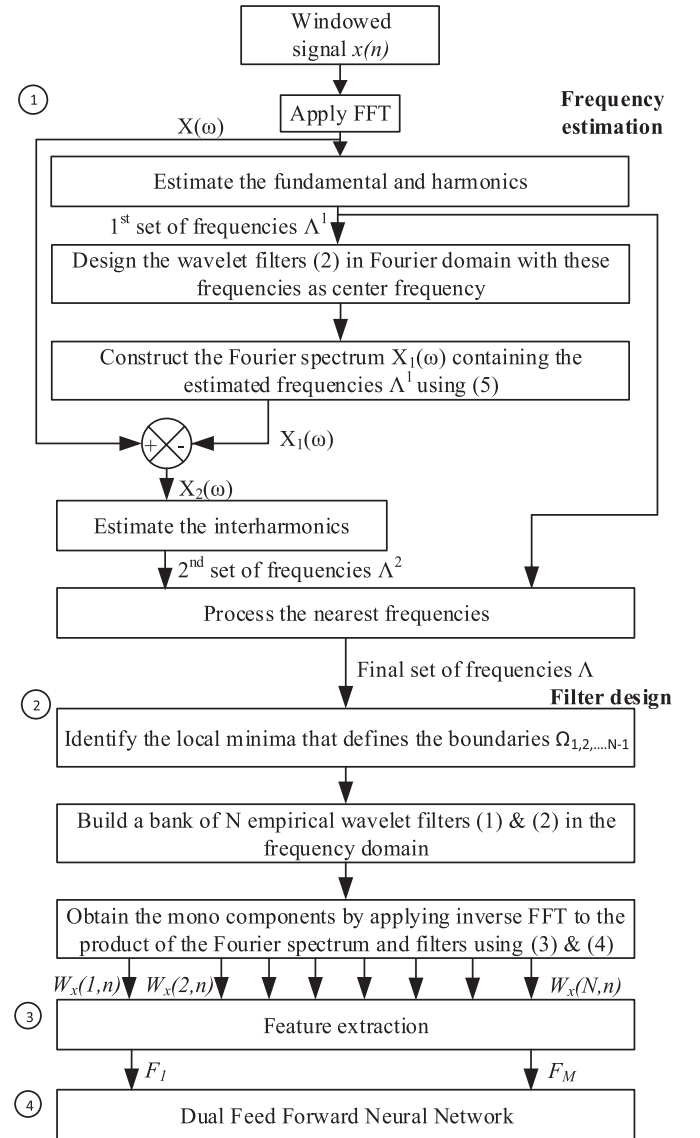 Windowed
signal x(n)
1
Apply FFT
Frequency
estimation
X(ω)
Estimate the fundamental and harmonics
1st set of frequencies Λ1
Design the wavelet filters (2) in Fourier domain with these
frequencies as center frequency
Construct the Fourier spectrum X1(ω) containing the
estimated frequencies Λ1 using (5)
+ -
X1(ω)
X2(ω)
Estimate the interharmonics
2nd set of frequencies Λ2
Process the nearest frequencies
Final set of frequencies Λ
2
Filter design
Identify the local minima that defines the boundaries Ω1,2,....N-1
Build a bank of N empirical wavelet filters (1) & (2) in the
frequency domain
Obtain the mono components by applying inverse FFT to the
product of the Fourier spectrum and filters using (3) & (4)
Wx(1,n) Wx(2,n) Wx(N,n)
3
Feature extraction
F1 FM
4
Dual Feed Forward Neural Network